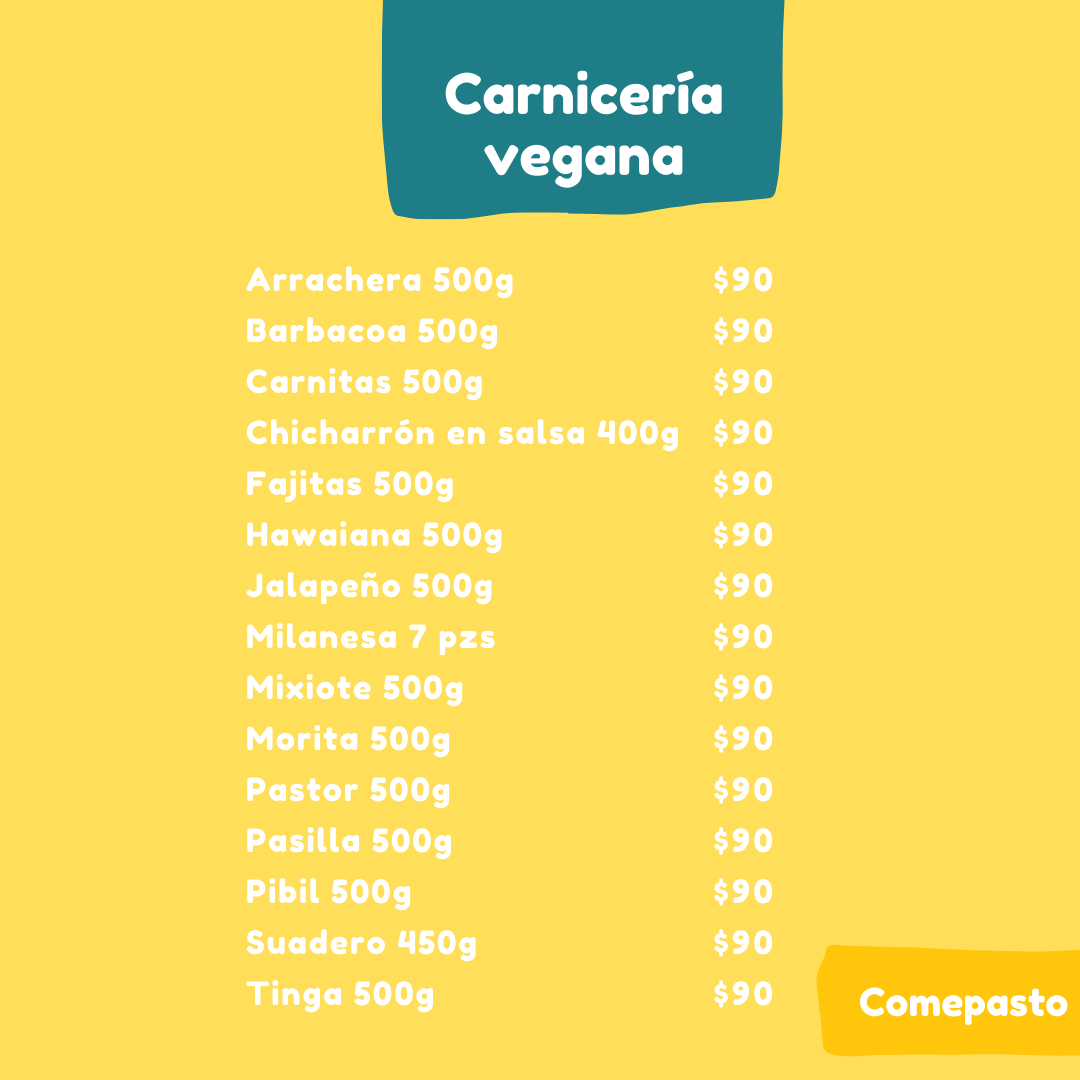 Carnicería
vegana
Arrachera 500g $90
Barbacoa 500g $90
Carnitas 500g $90
Chicharrón en salsa 400g $90
Fajitas 500g $90
Hawaiana 500g $90
Jalapeño 500g $90
Milanesa 7 pzs $90
Mixiote 500g $90
Morita 500g $90
Pastor 500g $90
Pasilla 500g $90
Pibil 500g $90
Suadero 450g $90
Tinga 500g $90
Comepasto